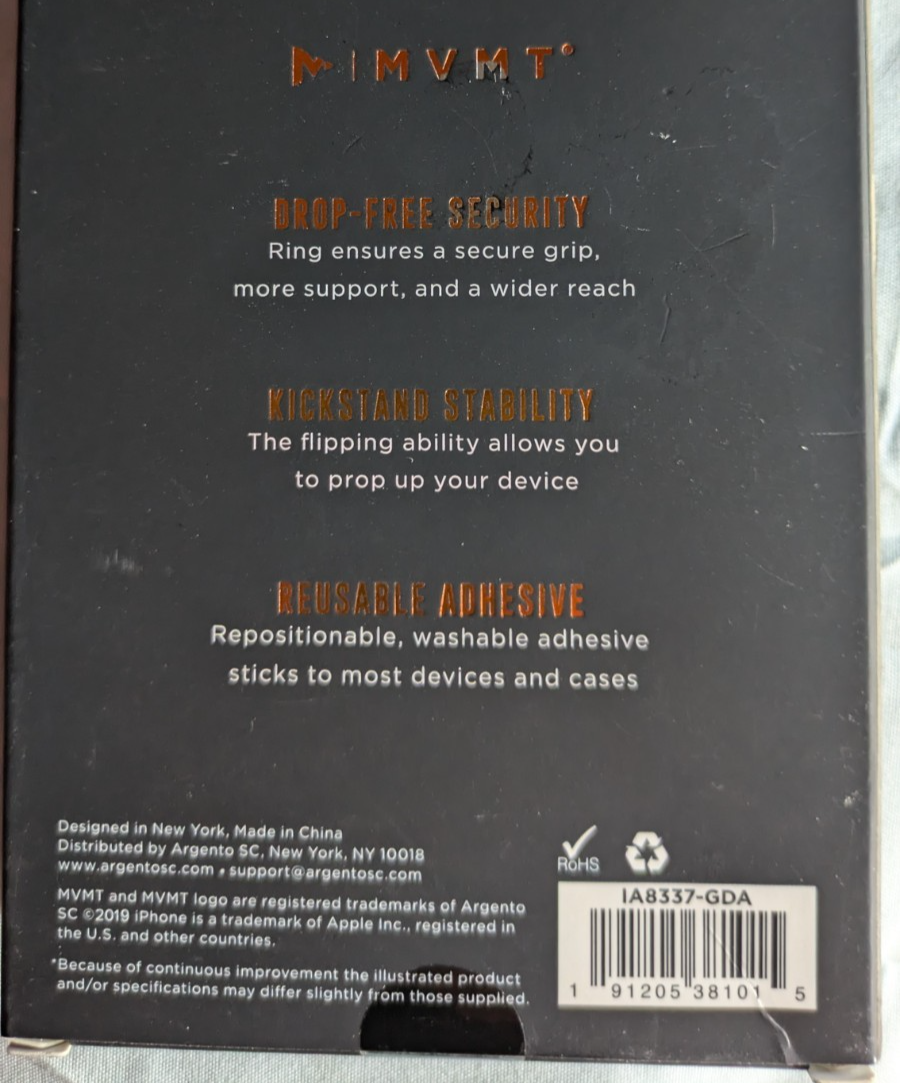 MVMT
DROP-FREE SECURITY
Ring ensures a secure grip,
more support, and a wider reach
KICKSTAND STABILITY
The flipping ability allows you
to prop up your device
REUSABLE ADHESIVE
Repositionable, washable adhesive
sticks to most devices and cases
Designed in New York, Made in China
Distributed by Argento SC, New York, NY 10018
www.argentosc.com • support@argentosc.com
MVMT and MVMT logo are registered trademarks of Argento
SC ©2019 iPhone is a trademark of Apple Inc., registered in
the U.S. and other countries.
*Because of continuous improvement the illustrated product
and/or specifications may differ slightly from those supplied.
RoHS
IA8337-GDA
1 91205 38101 5